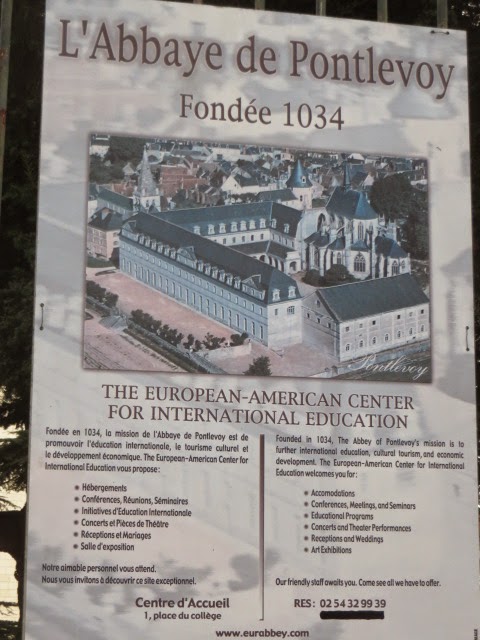 L'Abbaye de Pontlevoy
Fondée 1034
Pontlevoy
THE EUROPEAN-AMERICAN CENTER
FOR INTERNATIONAL EDUCATION
Fondée en 1034, la mission de l'Abbaye de Pontlevoy est de
promouvoir l'éducation internationale, le tourisme culturel et
le développement économique. The European-American Center for
International Education vous propose :
• Hébergements
• Conférences, Réunions, Séminaires
• Initiatives d'Education Internationale
• Concerts et Pièces de Théâtre
• Réceptions et Mariages
• Salle d'exposition
Notre aimable personnel vous attend.
Nous vous invitons à découvrir ce site exceptionnel.
Centre d'Accueil
1, place du collège
Founded in 1034, The Abbey of Pontlevoy's mission is to
further international education, cultural tourism, and economic
development. The European-American Center for International
Education welcomes you for :
• Accomodations
• Conferences, Meetings, and Seminars
• Educational Programs
• Concerts and Theater Performances
• Receptions and Weddings
• Art Exhibitions
Our friendly staff awaits you. Come see all we have to offer.
RES : 02 54 32 99 39
www.eurabbey.com